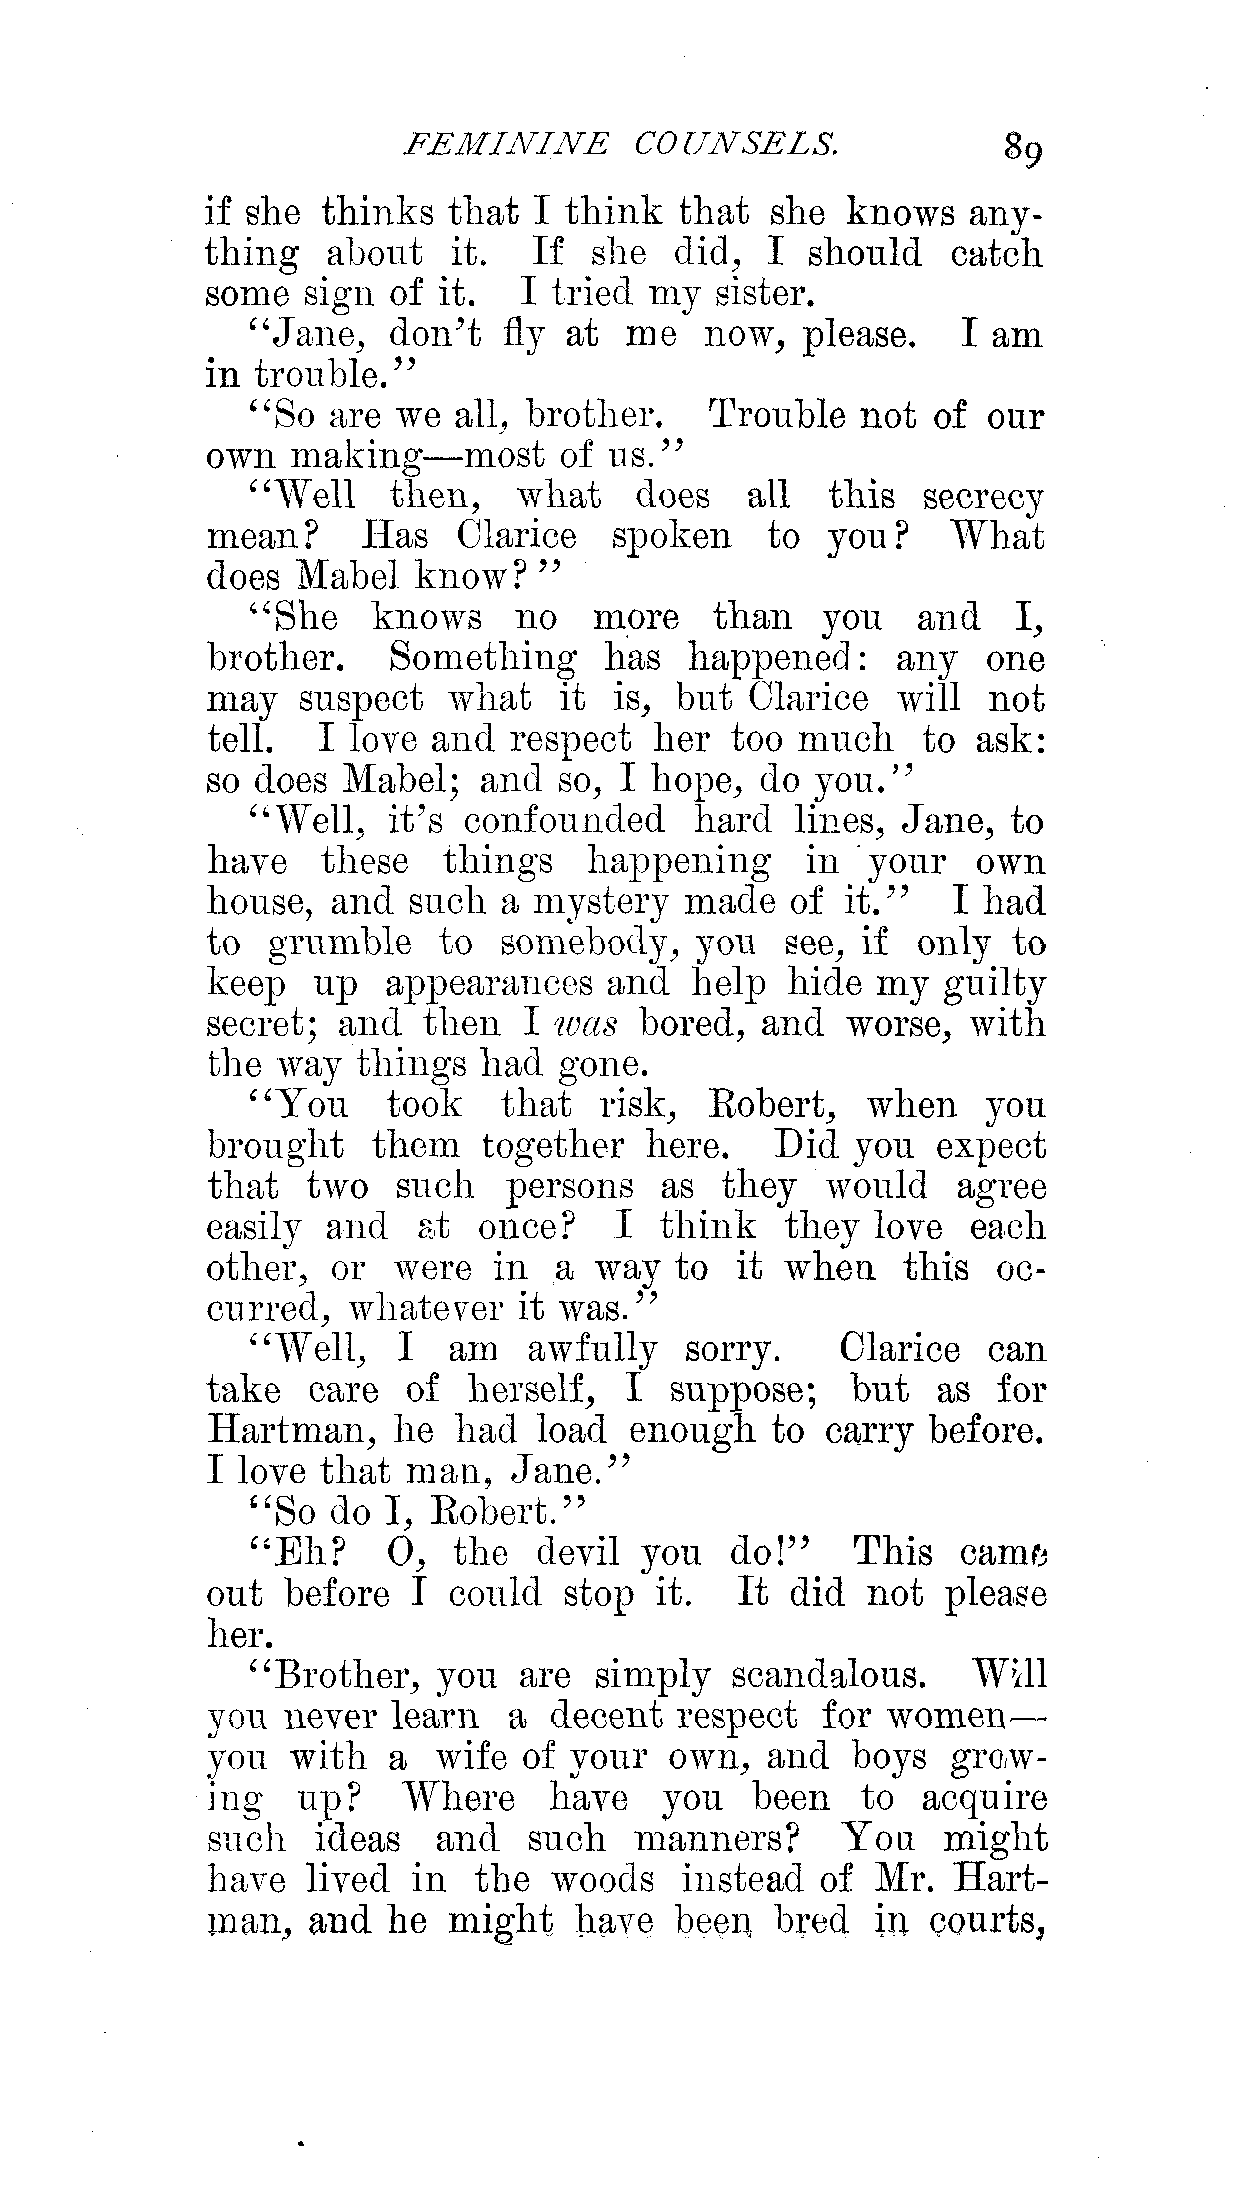 FEMININE COUNSELS. 89
if she thinks that I think that she knows any-
thing about it. If she did, I should catch
some sign of it. I tried my sister.
"Jane, don't fly at me now, please. I am
in trouble."
"So are we all, brother. Trouble not of our
own making—most of us."
"Well then, what does all this secrecy
mean? Has Clarice spoken to you? What
does Mabel know?"
"She knows no more than you and I,
brother. Something has happened: any one
may suspect what it is, but Clarice will not
tell. I love and respect her too much to ask:
so does Mabel; and so, I hope, do you."
"Well, it's confounded hard lines, Jane, to
have these things happening in your own
house, and such a mystery made of it." I had
to grumble to somebody, you see, if only to
keep up appearances and help hide my guilty
secret; and then I was bored, and worse, with
the way things had gone.
"You took that risk, Robert, when you
brought them together here. Did you expect
that two such persons as they would agree
easily and at once? I think they love each
other, or were in a way to it when this oc-
curred, whatever it was."
"Well, I am awfully sorry. Clarice can
take care of herself, I suppose; but as for
Hartman, he had load enough to carry before.
I love that man, Jane."
"So do I, Robert."
"Eh? O, the devil you do!" This came
out before I could stop it. It did not please
her.
"Brother, you are simply scandalous. Will
you never learn a decent respect for women—
you with a wife of your own, and boys grow-
ing up? Where have you been to acquire
such ideas and such manners? You might
have lived in the woods instead of Mr. Hart-
man, and he might have been bred in courts,